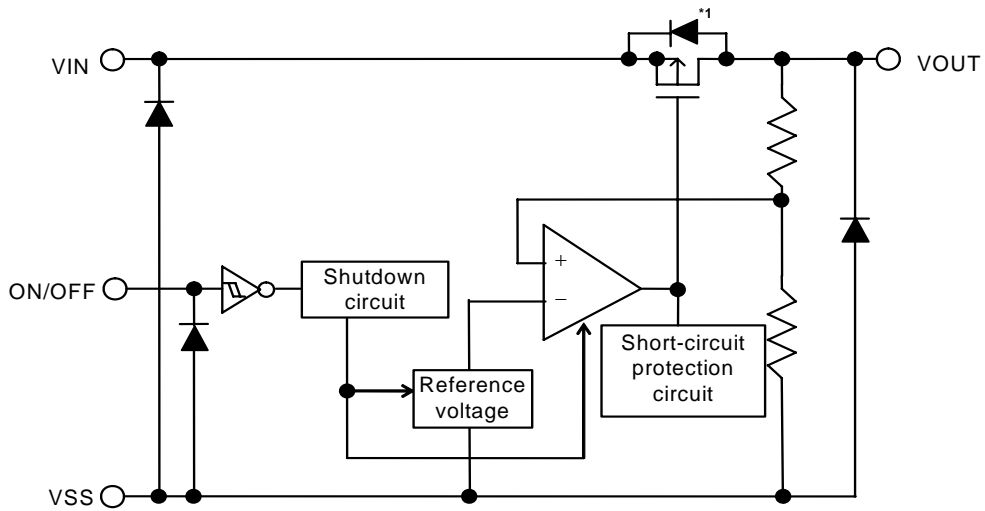 *1
VIN
VOUT
+
−
ON/OFF
Shutdown
circuit
Short-circuit
protection
circuit
Reference
voltage
VSS